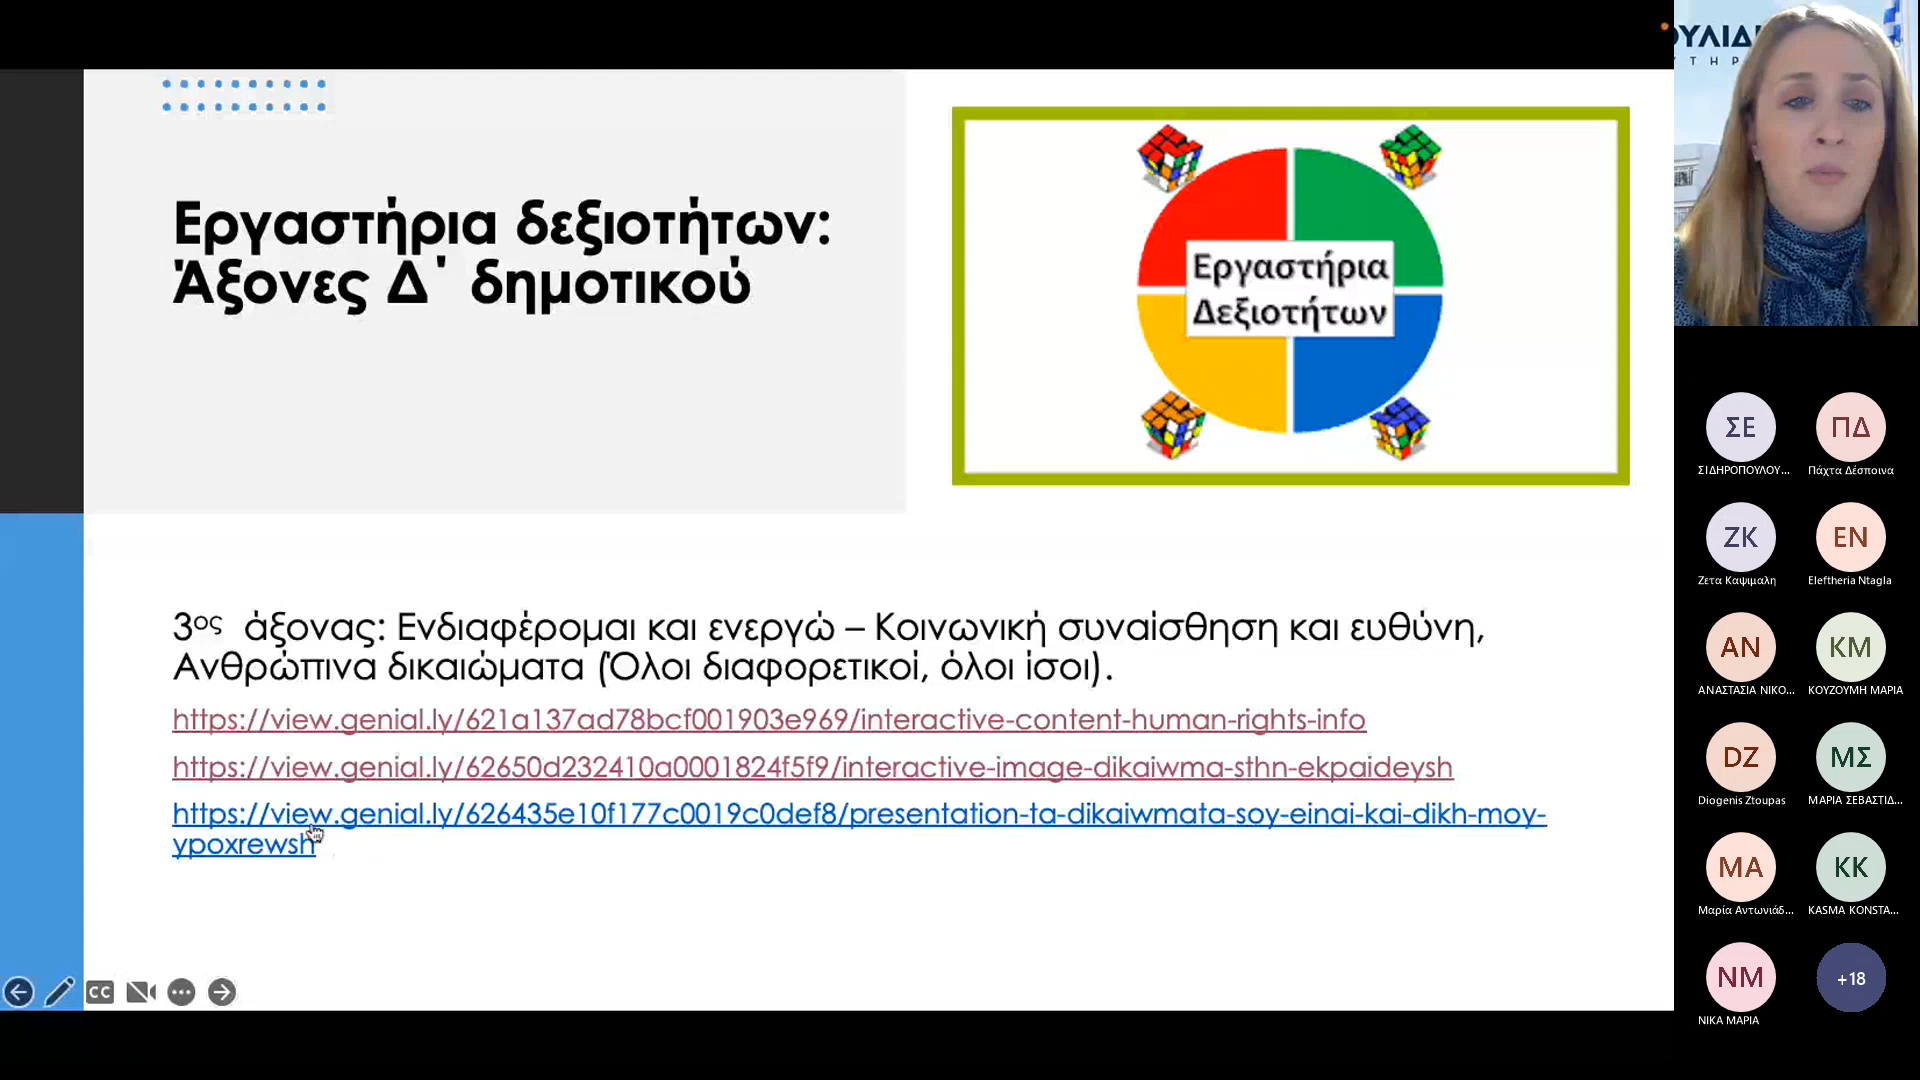 Εργαστήρια δεξιοτήτων:
Άξονες Δ΄ δημοτικού
Εργαστήρια
Δεξιοτήτων
3ος άξονας: Ενδιαφέρομαι και ενεργώ – Κοινωνική συναίσθηση και ευθύνη,
Ανθρώπινα δικαιώματα (Όλοι διαφορετικοί, όλοι ίσοι).
https://view.genial.ly/621a137ad78bcf001903e969/interactive-content-human-rights-info
https://view.genial.ly/62650d232410a0001824f5f9/interactive-image-dikaiwma-sthn-ekpaideysh
https://view.genial.ly/626435e10f177c0019c0def8/presentation-ta-dikaiwmata-soy-einai-kai-dikh-moy-
ypoxrewsh
CC
ΣΕ
ΣΙΔΗΡΟΠΟΥΛΟΥ...
ΠΔ
Πάχτα Δέσποινα
ΖΚ
Ζετα Καψιμαλη
EN
Eleftheria Ntagla
ΑΝ
ΑΝΑΣΤΑΣΙΑ ΝΙΚΟ...
ΚΜ
ΚΟΥΖΟΥΜΗ ΜΑΡΙΑ
DZ
Diogenis Ztoupas
ΜΣ
ΜΑΡΙΑ ΣΕΒΑΣΤΙΔ...
ΜΑ
Μαρία Αντωνιάδ...
KK
KASMA KONSTA...
ΝΜ
ΝΙΚΑ ΜΑΡΙΑ
+18